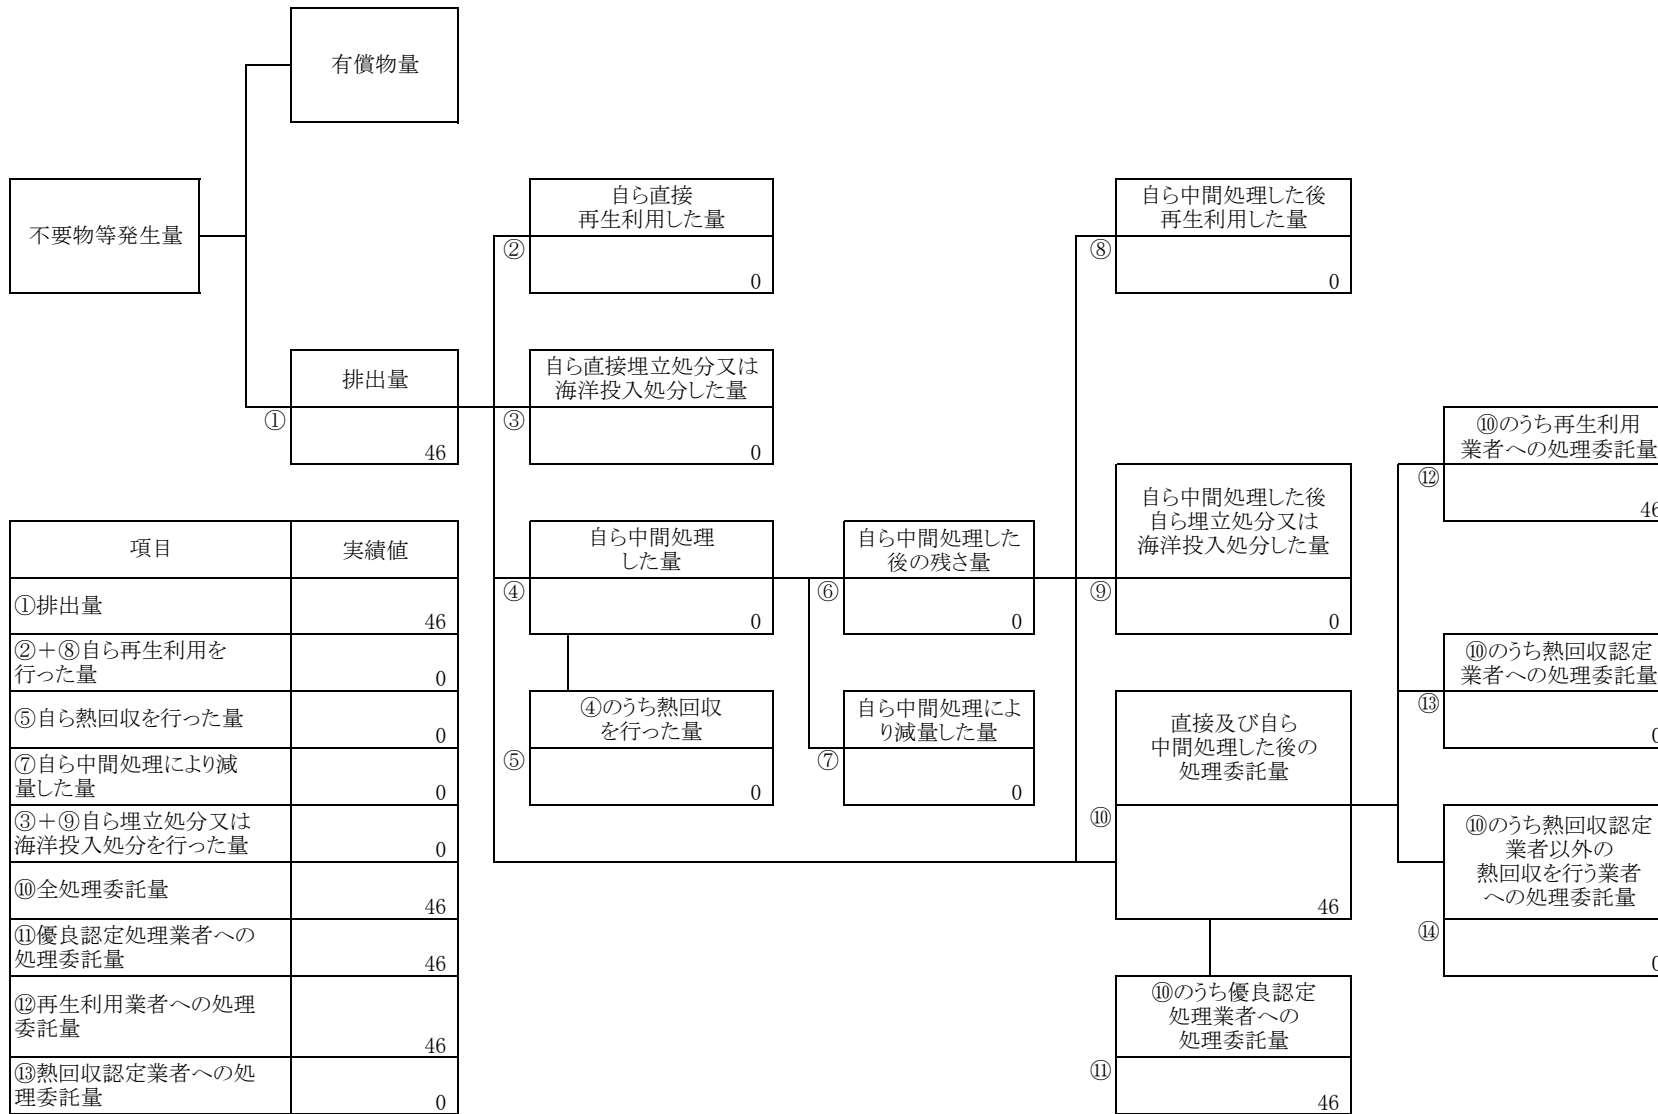 有償物量
不要物等発生量
自ら直接
再生利用した量
②
0
自ら中間処理した後
再生利用した量
⑧
0
排出量
①
46
自ら直接埋立処分又は
海洋投入処分した量
③
0
⑩のうち再生利用
業者への処理委託量
⑫
46
自ら中間処理した後
自ら埋立処分又は
海洋投入処分した量
⑨
0
自ら中間処理
した量
④
0
自ら中間処理した
後の残さ量
⑥
0
④のうち熱回収
を行った量
⑤
0
自ら中間処理によ
り減量した量
⑦
0
⑩のうち熱回収認定
業者への処理委託量
⑬
0
直接及び自ら
中間処理した後の
処理委託量
⑩
46
⑩のうち熱回収認定
業者以外の
熱回収を行う業者
への処理委託量
⑭
0
⑩のうち優良認定
処理業者への
処理委託量
⑪
46
項目 実績値
①排出量 46
②+⑧自ら再生利用を
行った量 0
⑤自ら熱回収を行った量 0
⑦自ら中間処理により減
量した量 0
③+⑨自ら埋立処分又は
海洋投入処分を行った量 0
⑩全処理委託量 46
⑪優良認定処理業者への
処理委託量 46
⑫再生利用業者への処理
委託量 46
⑬熱回収認定業者への処
理委託量 0